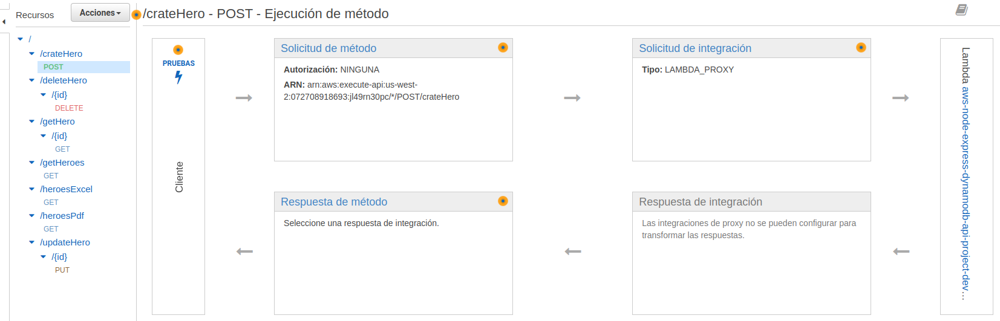 Recursos
Acciones
/
/crateHero
POST
/deleteHero
/{id}
DELETE
/getHero
/{id}
GET
/getHeroes
GET
/heroesExcel
GET
/heroesPdf
GET
/updateHero
/{id}
PUT
/crateHero - POST - Ejecución de método
PRUEBAS
Cliente
Solicitud de método
Autorización: NINGUNA
ARN: arn:aws:execute-api:us-west-
2:072708918693:jl49rn30pc/*/POST/crateHero
Solicitud de integración
Tipo: LAMBDA_PROXY
Respuesta de método
Seleccione una respuesta de integración.
Respuesta de integración
Las integraciones de proxy no se pueden configurar para
transformar las respuestas.
Lambda aws-node-express-dynamodb-api-project-dev…